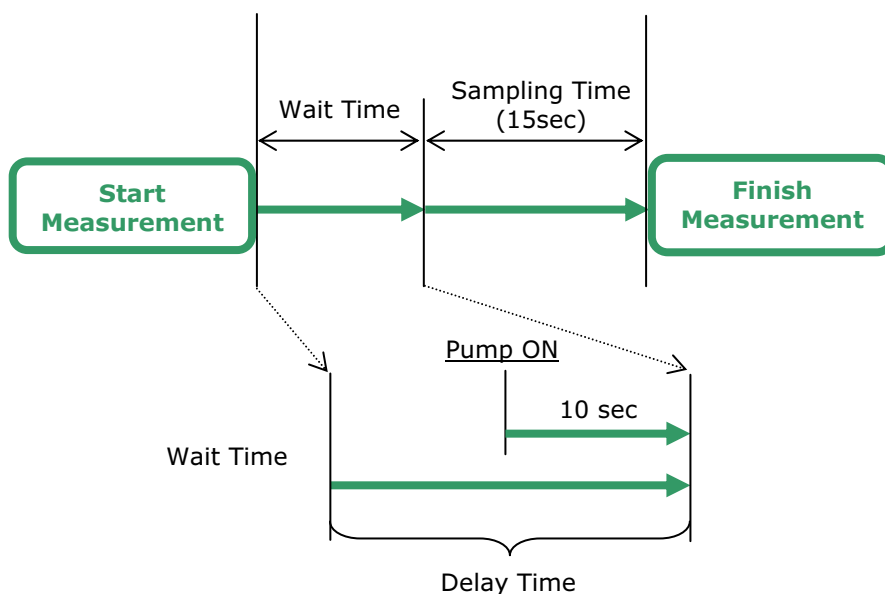 Wait Time
Sampling Time
(15sec)
Start
Measurement
Finish
Measurement
Pump ON
10 sec
Wait Time
Delay Time